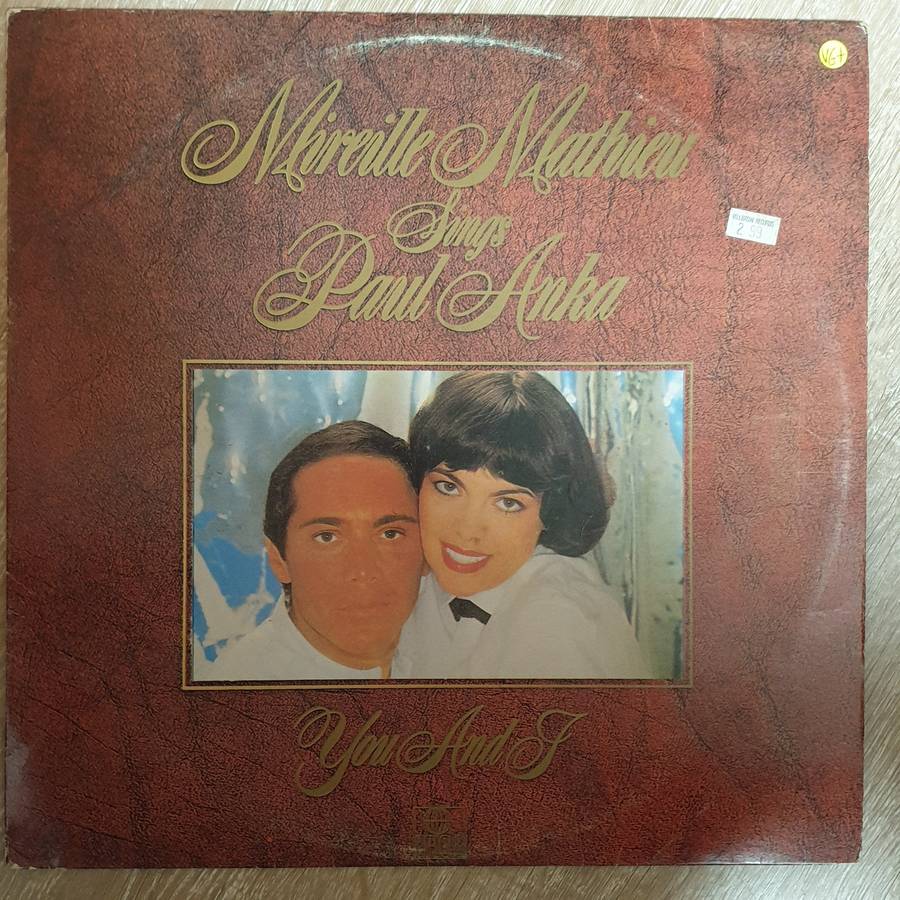 VG+
Mireille Mathieu
2.99
Sings
Paul Anka
You And I